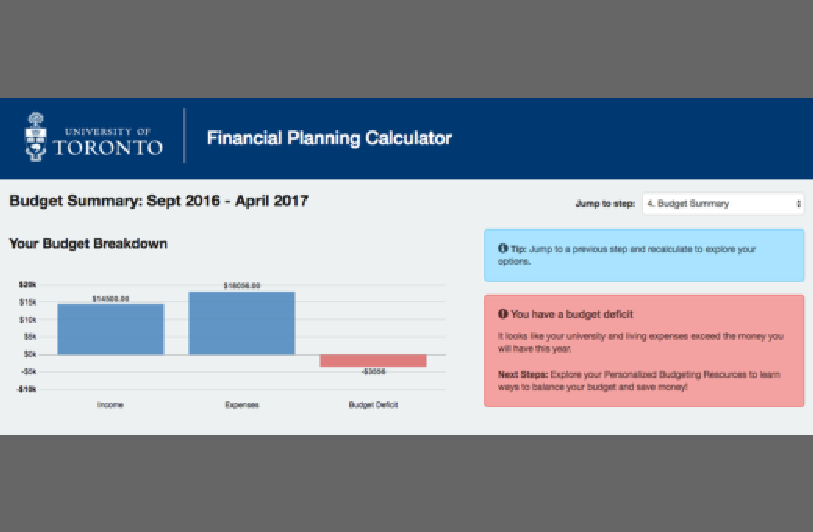 UNIVERSITY OF
TORONTO
Financial Planning Calculator
Budget Summary: Sept 2016 - April 2017
Jump to step: 4. Budget Summary
Your Budget Breakdown
Tip: Jump to a previous step and recalculate to explore your
options.
You have a budget deficit
It looks like your university and living expenses exceed the money you
will have this year.
Next Steps: Explore your Personalized Budgeting Resources to learn
ways to balance your budget and save money!
$20k
$15k
$10k
$5k
$0k
-$10k
$14500.00
Income
Expenses
Budget Deficit